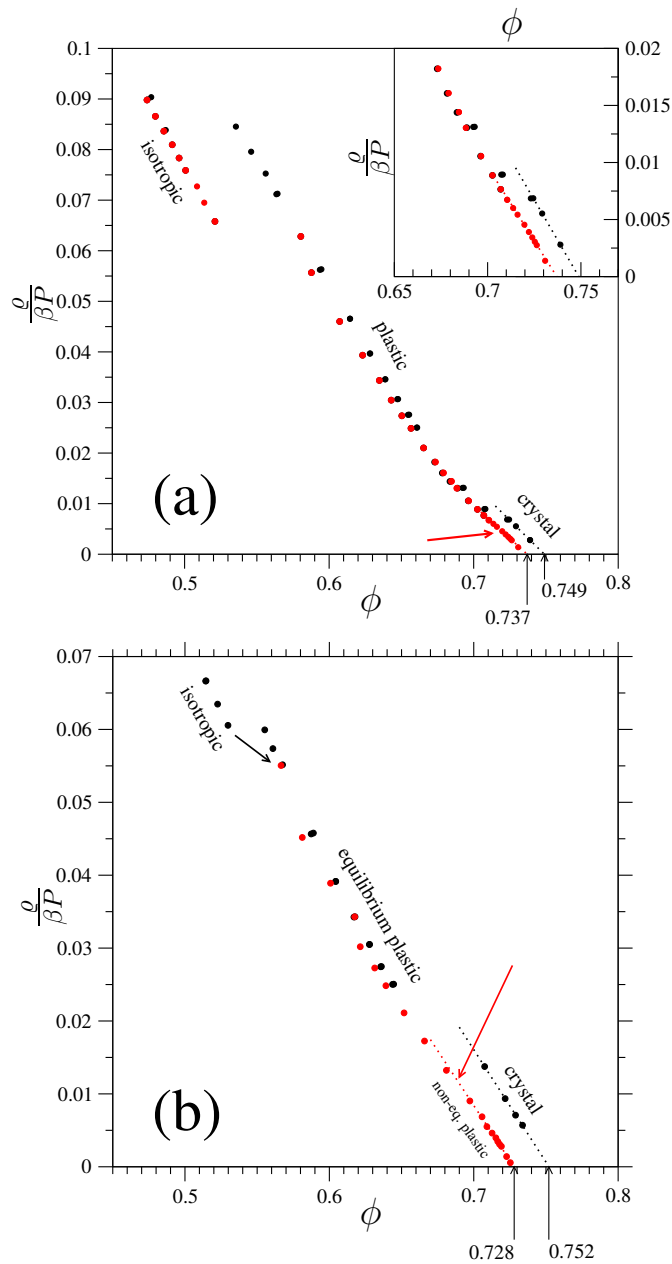 ϕ
0.1
0.09
0.08
0.07
0.06
0.05
0.04
0.03
0.02
0.01
0
ϱ
βP
isotropic
plastic
crystal
(a)
0.02
0.015
0.01
0.005
0
ϱ
βP
0.65
0.7
0.75
0.5
0.6
0.7
0.8
ϕ
0.737
0.749
0.07
0.06
0.05
0.04
0.03
0.02
0.01
0
ϱ
βP
isotropic
equilibrium plastic
crystal
non-eq. plastic
(b)
0.5
0.6
0.7
0.8
ϕ
0.728
0.752